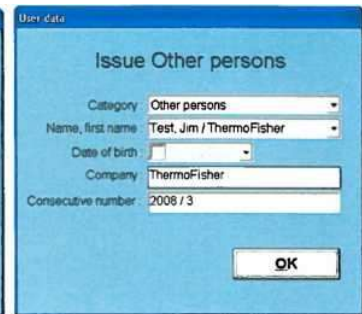 User data
Issue Other persons
Category : Other persons
Name, first name : Test, Jim / ThermoFisher
Date of birth :
Company : ThermoFisher
Consecutive number : 2008 / 3
OK